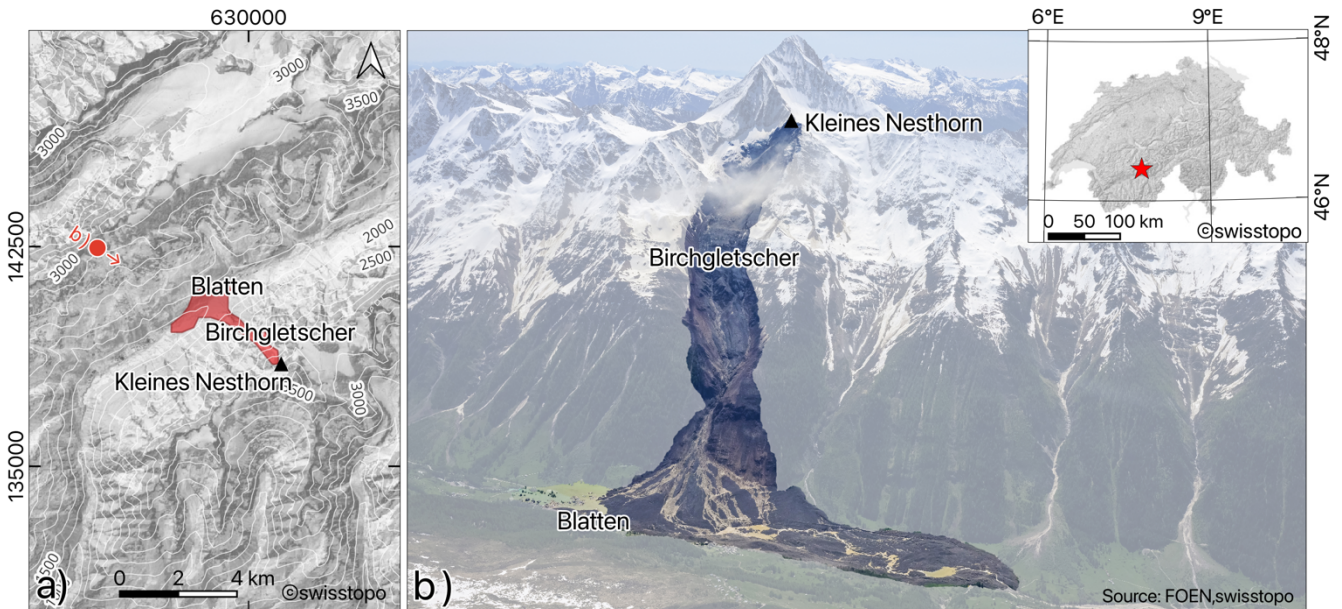 630000
3000
3500
3000
142500
b)
3000
2000
2500
Blatten
Birchgletscher
Kleines Nesthorn
3000
135000
0 2 4 km
a)
©swisstopo
Kleines Nesthorn
Birchgletscher
Blatten
b)
Source: FOEN,swisstopo
6°E 9°E
48°N
46°N
0 50 100 km
©swisstopo